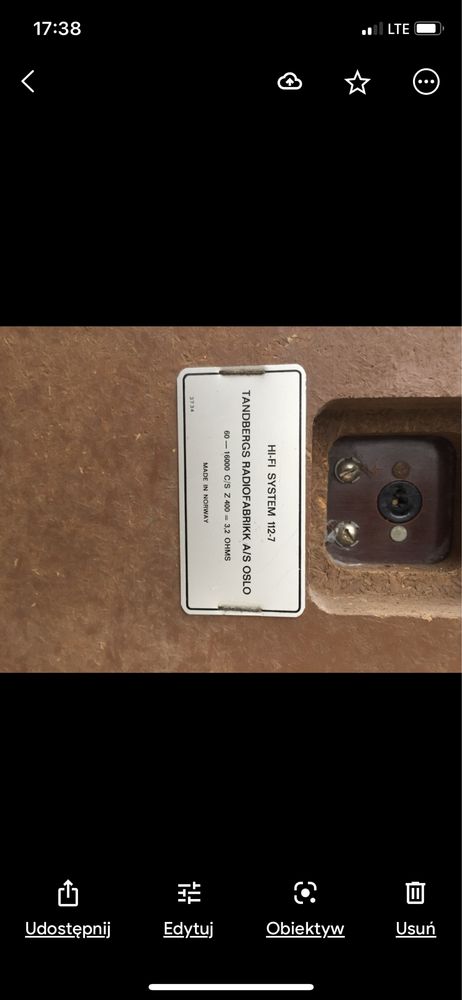 17:38
LTE
HI-FI SYSTEM 112-7
TANDBERGS RADIOFABRIKK A/S OSLO
60 — 16000 C/S Z 400 = 3,2 OHMS
MADE IN NORWAY
3734
Udostępnij
Edytuj
Obiektyw
Usuń